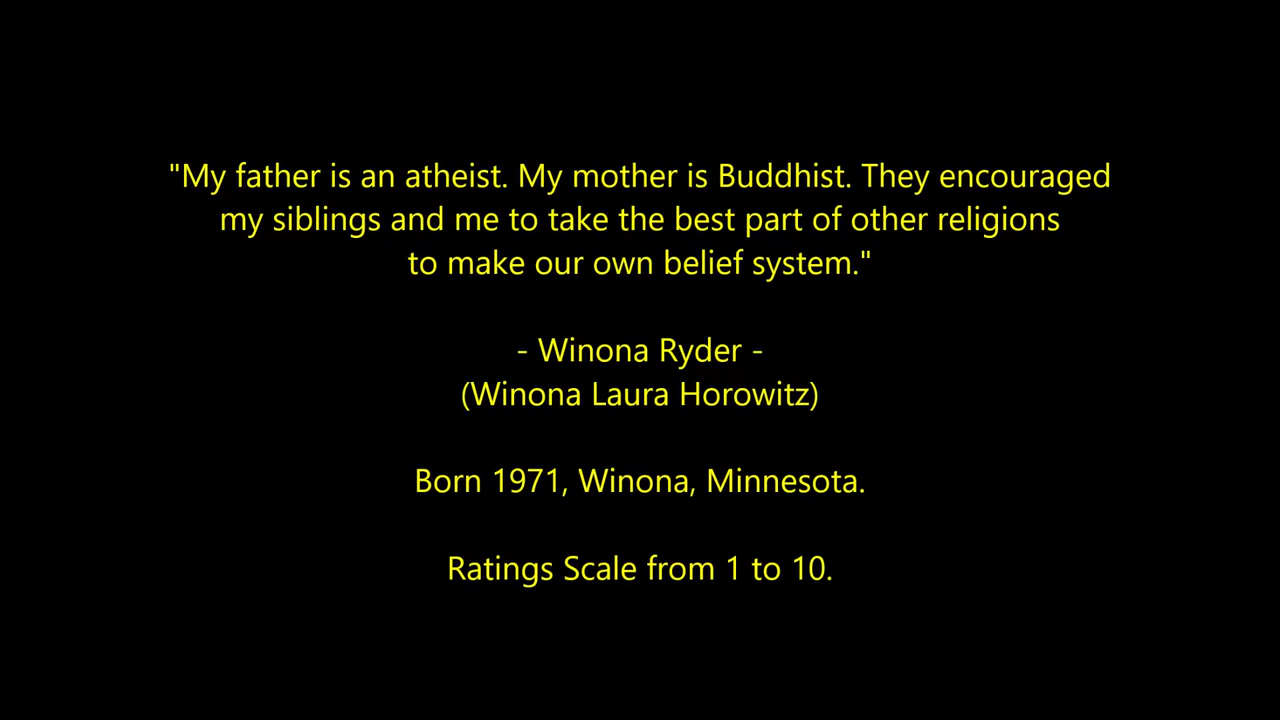 "My father is an atheist. My mother is Buddhist. They encouraged
my siblings and me to take the best part of other religions
to make our own belief system."
- Winona Ryder -
(Winona Laura Horowitz)
Born 1971, Winona, Minnesota.
Ratings Scale from 1 to 10.